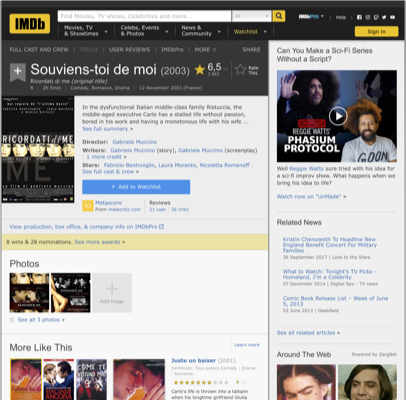 IMDb
Find Movies, TV shows, Celebrities and more...
All
IMDbPro
Help
Movies, TV
& Showtimes
Celebs, Events
& Photos
News &
Community
Watchlist
FULL CAST AND CREW
TRIVIA
USER REVIEWS
IMDbPro
MORE
SHARE
Souviens-toi de moi (2003)
Ricordati di me (original title)
R | 2h 5min | Comedy, Romance, Drama | 12 November 2003 (France)
6,5
Rate
This
RICORDATI DI ME
In the dysfunctional Italian middle-class family Ristuccia, the
middle-aged executive Carlo has a stalled life without passion,
bored in his work and having a monotonous life with his wife ...
See full summary »
Director: Gabriele Muccino
Writers: Gabriele Muccino (story), Gabriele Muccino (screenplay)
| 1 more credit »
Stars: Fabrizio Bentivoglio, Laura Morante, Nicoletta Romanoff |
See full cast & crew »
+ Add to Watchlist
Metascore
From metacritic.com
Reviews
21 user | 36 critic
View production, box office, & company info on IMDbPro
8 wins & 28 nominations. See more awards »
Photos
Add Image
See all 3 photos »
More Like This
Learn more
Juste un baiser (2001)
Comedy | Drama
| Romance
Carlo's life is thrown into a tailspin
when his longtime girlfriend Giulia
Can You Make a Sci-Fi Series
Without a Script?
REGGIE WATTS'
PHANTASM
PROTOCOL
Well Reggie Watts sure tried with his idea for
a sci-fi improv show. What happens when we
bring his idea to life?
Watch now on "UnMade" »
Related News
Kristin Chenoweth To Headline
New England Benefit Concert For Military
Families
26 September 2017 | Look to the Stars
What to Watch: Tonight's TV Picks -
Homeland, I'm a Celebrity
07 December 2014 | Digital Spy - TV news
Comic Book Release List – Week of June
5, 2013
03 June 2013 | GeekRest
See all related articles »
Around The Web
Powered by ZergNet